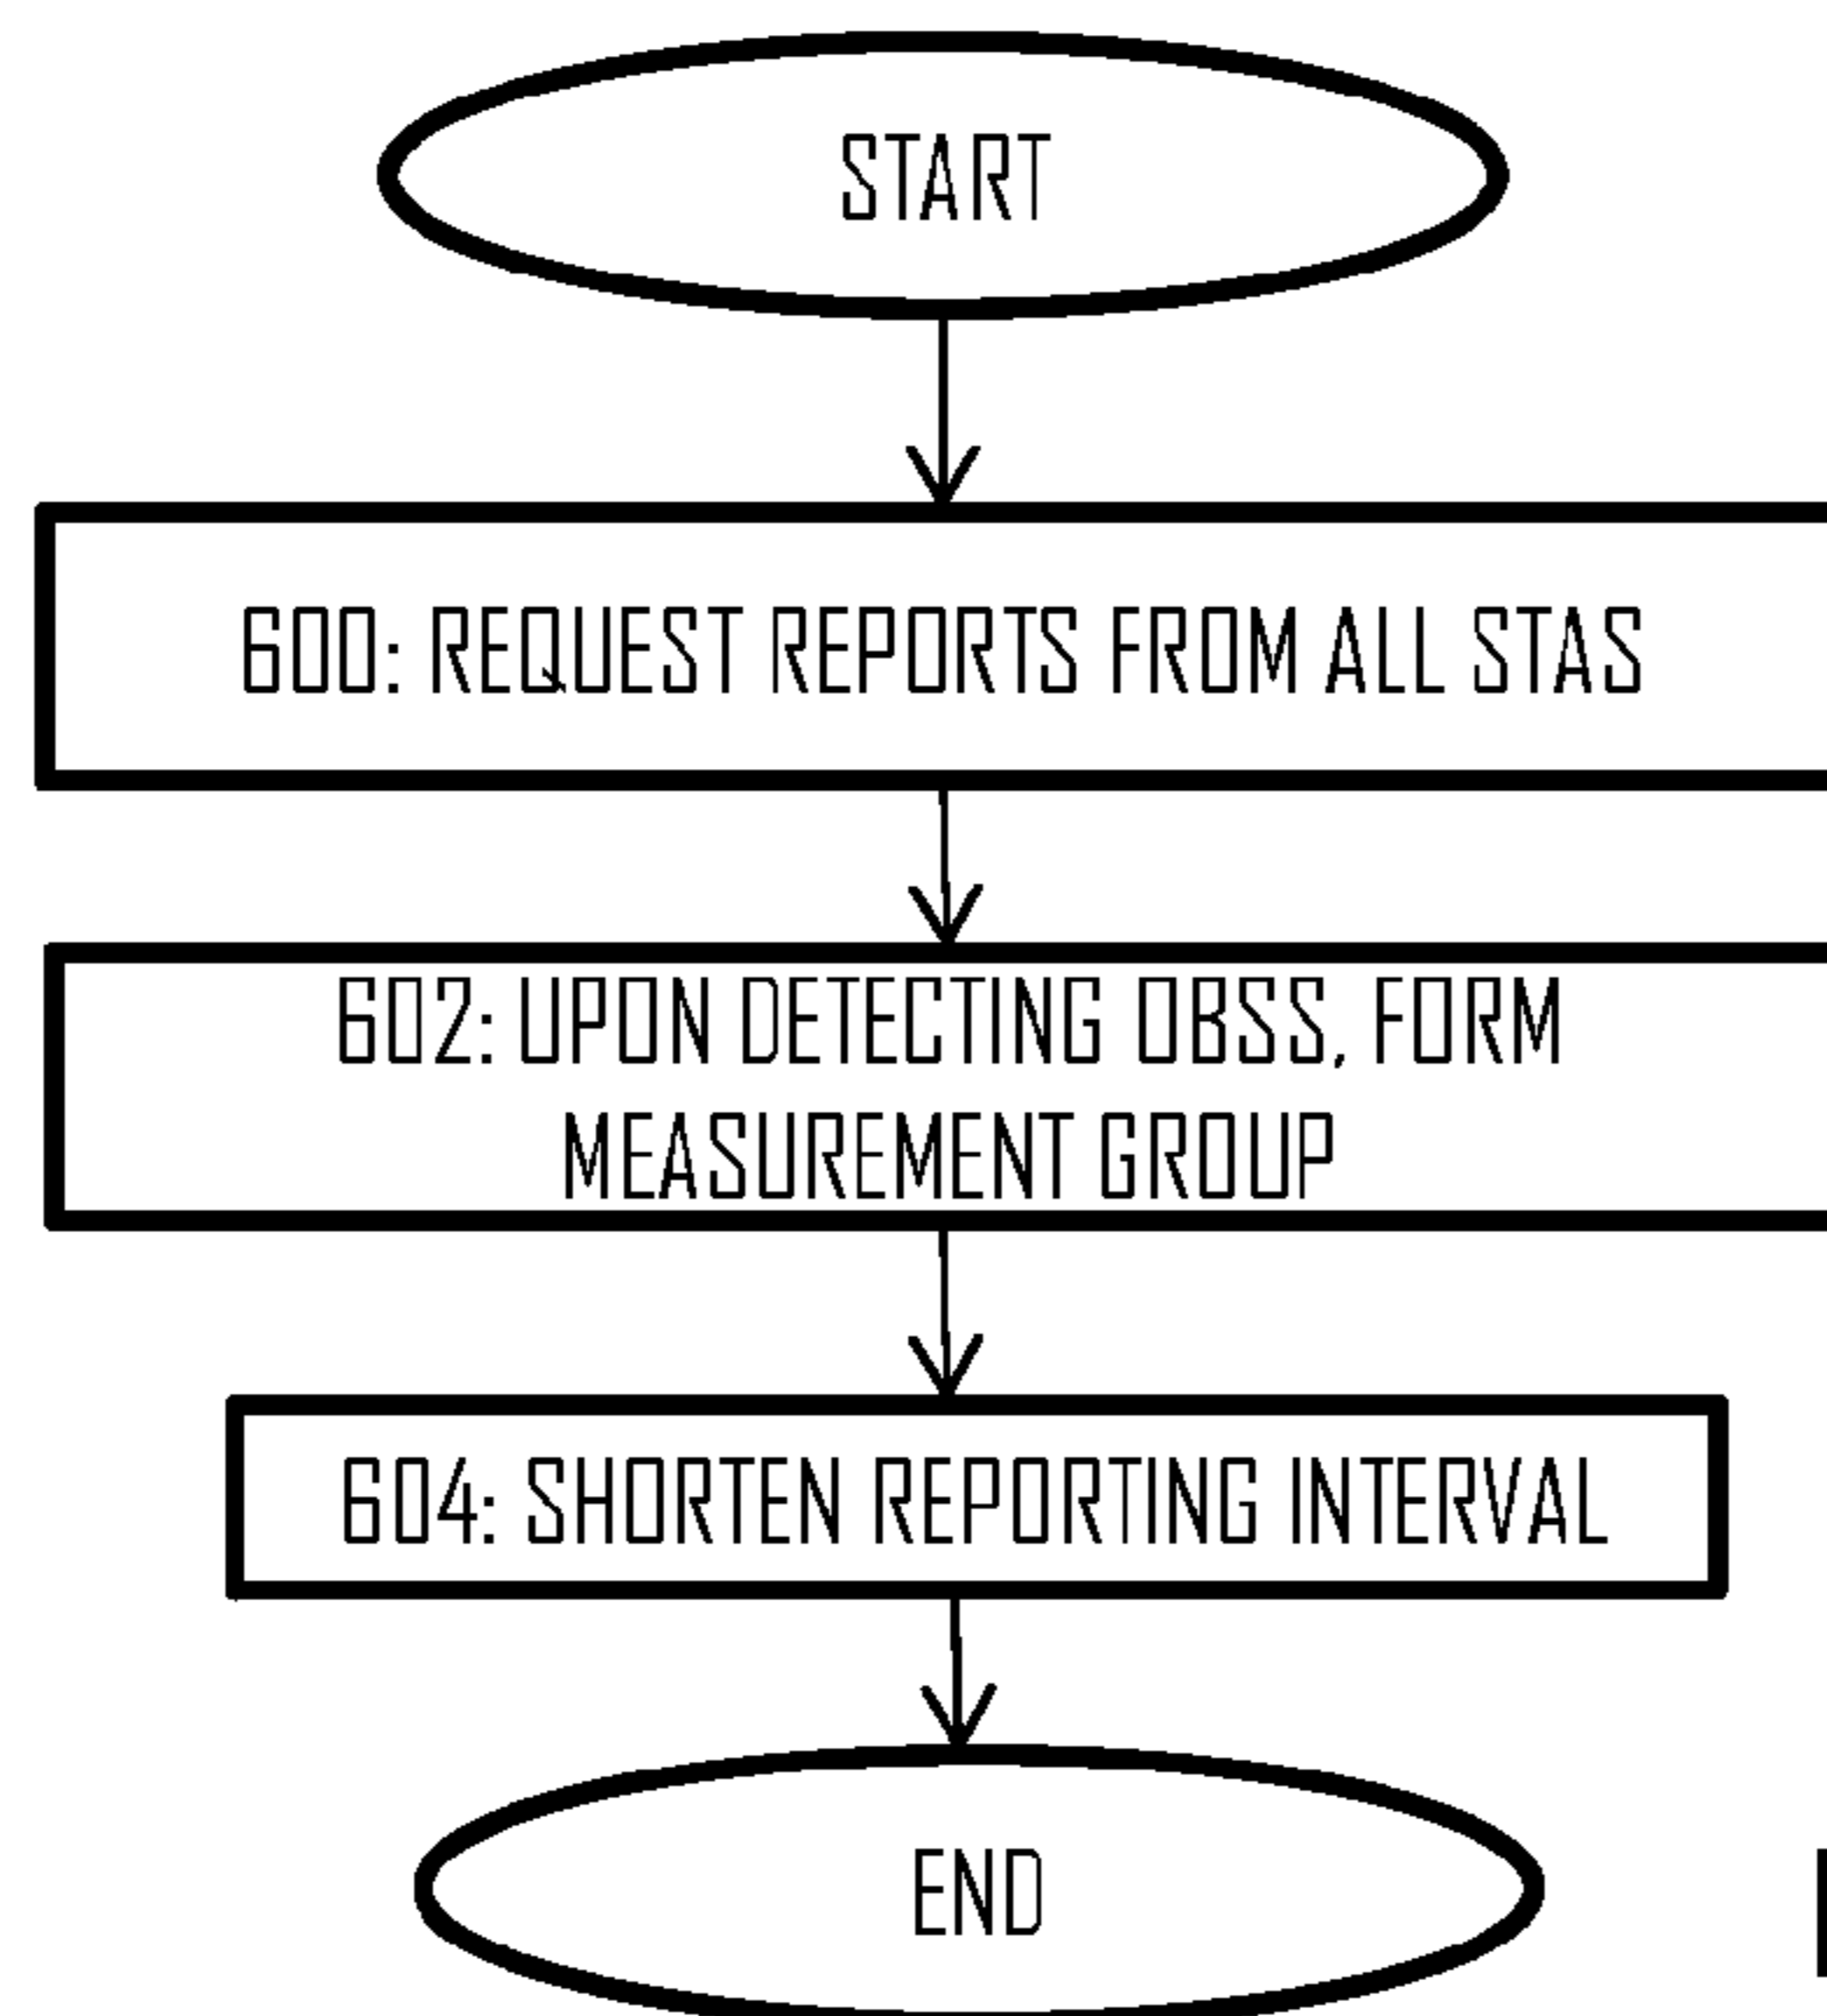 START
600: REQUEST REPORTS FROM ALL STAS
602: UPON DETECTING OBSS, FORM
MEASUREMENT GROUP
604: SHORTEN REPORTING INTERVAL
END